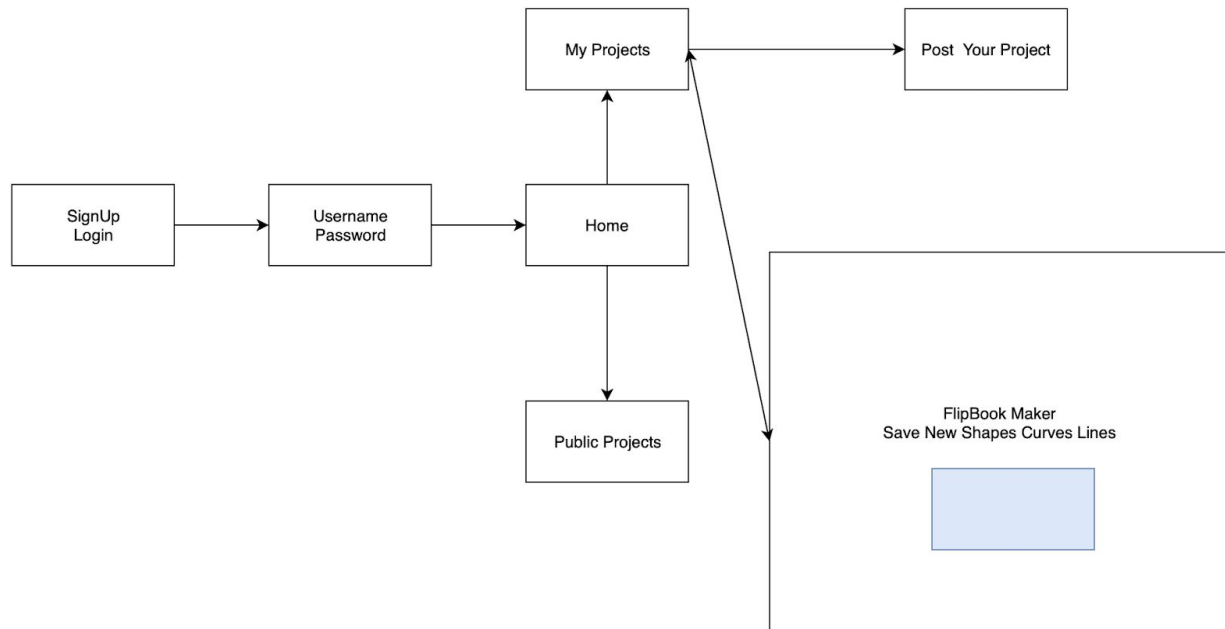 My Projects
Post  Your Project
SignUp
Login
Username
Password
Home
Public Projects
FlipBook Maker
Save New Shapes Curves Lines